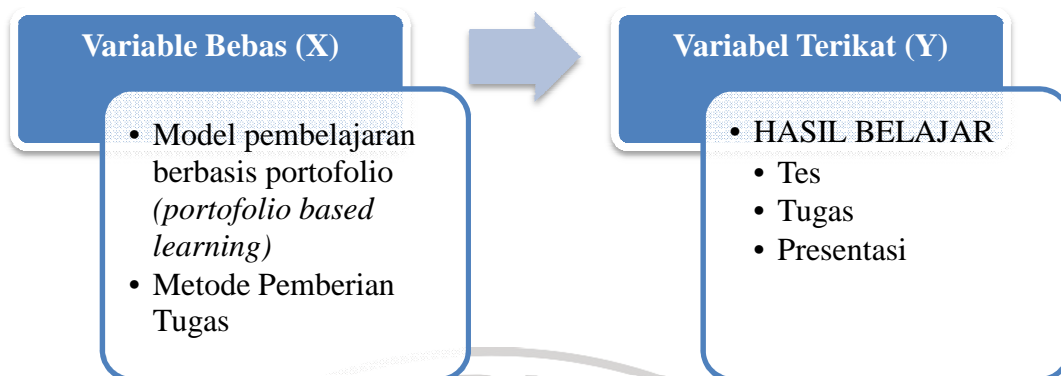 Variable Bebas (X)
• Model pembelajaran
berbasis portofolio
(portofolio based
learning)
• Metode Pemberian
Tugas
Variabel Terikat (Y)
• HASIL BELAJAR
• Tes
• Tugas
• Presentasi